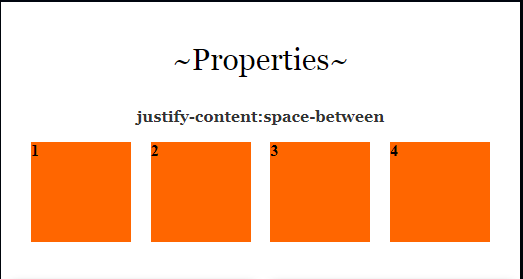 ~Properties~
justify-content:space-between
1 2 3 4